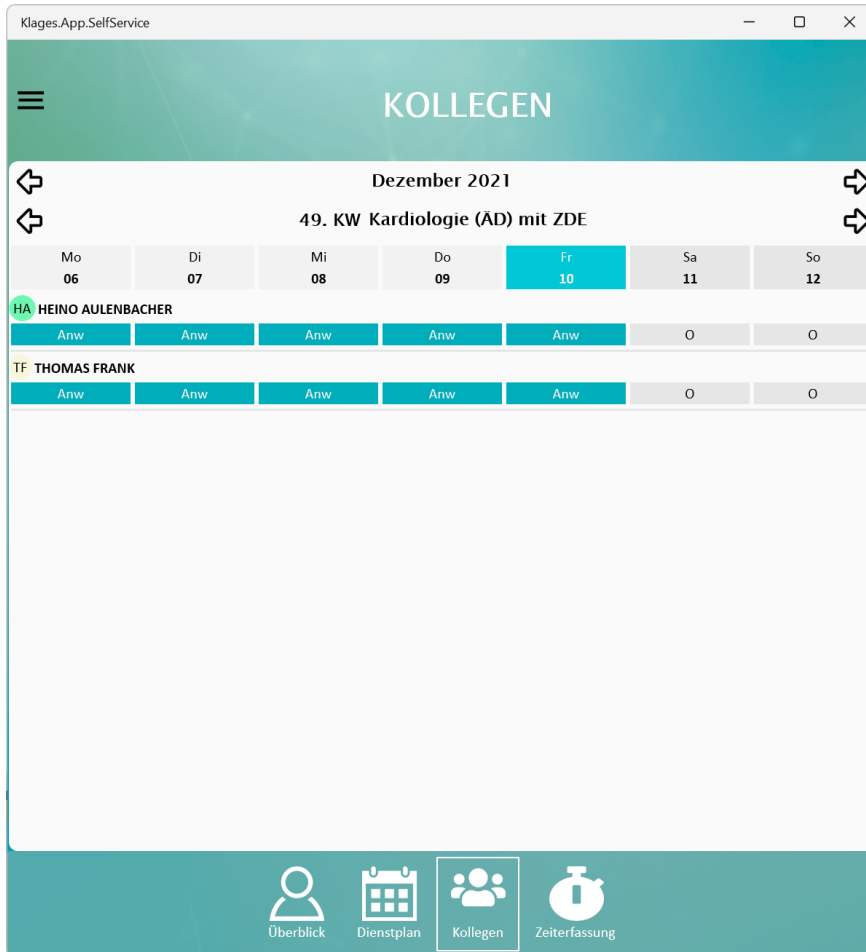 Klages.App.SelfService
KOLLEGEN
Dezember 2021
49. KW Kardiologie (ÄD) mit ZDE
Mo Di Mi Do Fr Sa So
06 07 08 09 10 11 12
HA HEINO AULENBACHER
Anw Anw Anw Anw Anw O O
TF THOMAS FRANK
Anw Anw Anw Anw Anw O O
Überblick Dienstplan Kollegen Zeiterfassung